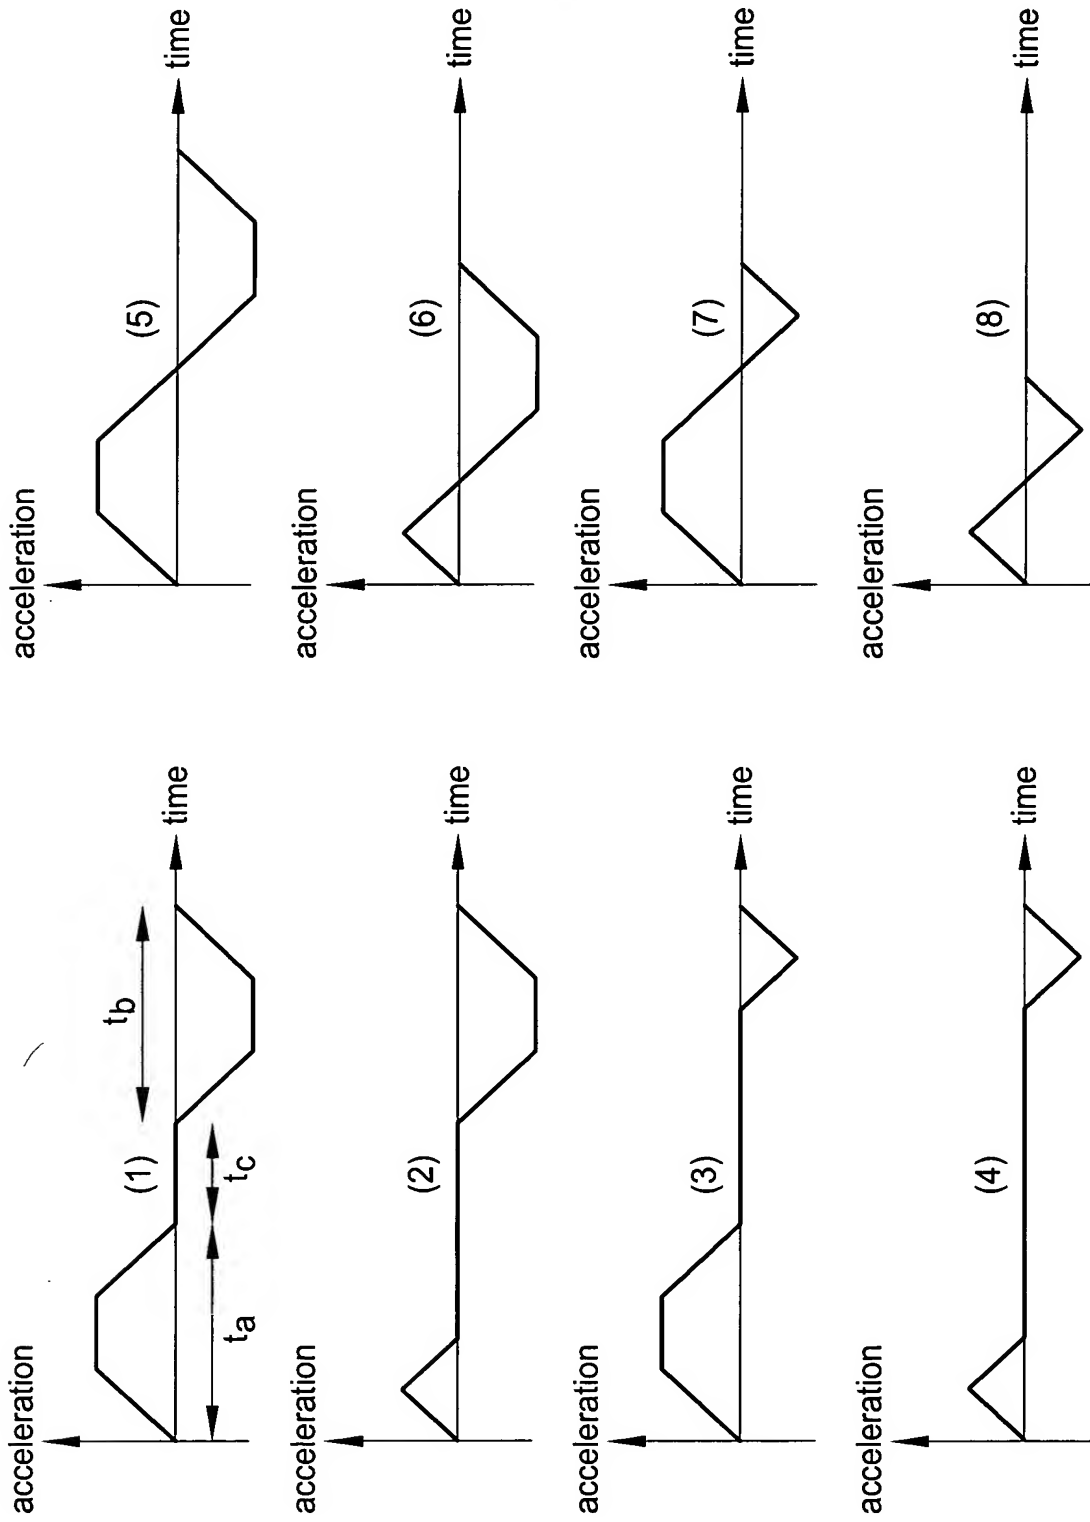 acceleration
(1)
t_a
t_c
t_b
time
acceleration
(2)
time
acceleration
(3)
time
acceleration
(4)
time
acceleration
(5)
time
acceleration
(6)
time
acceleration
(7)
time
acceleration
(8)
time